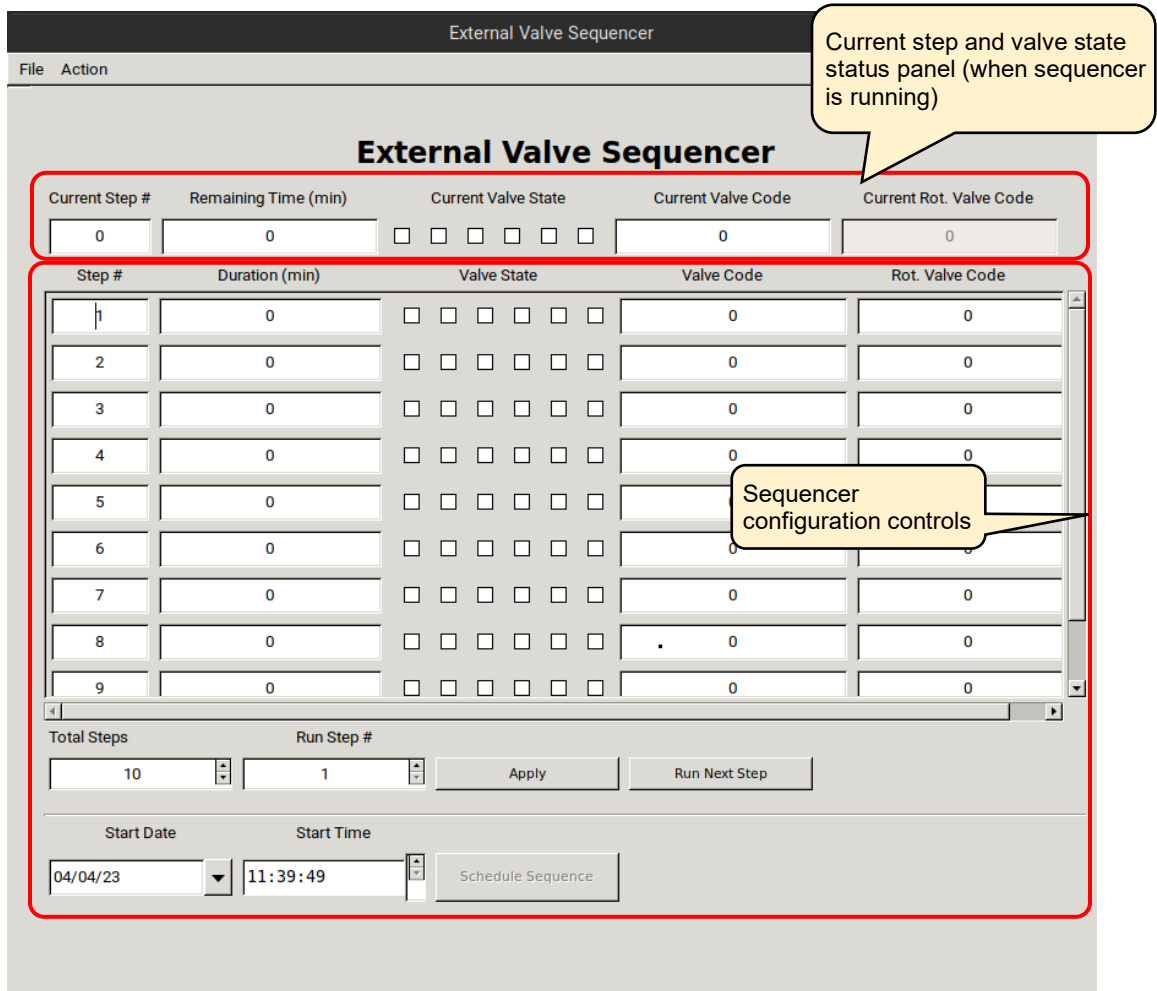 External Valve Sequencer
Current step and valve state
status panel (when sequencer
is running)
File Action
External Valve Sequencer
Current Step # Remaining Time (min) Current Valve State Current Valve Code Current Rot. Valve Code
0 0 0 0
Step # Duration (min) Valve State Valve Code Rot. Valve Code
1 0 0 0
2 0 0 0
3 0 0 0
4 0 0 0
Sequencer
configuration controls
5 0
6 0 0 0
7 0 0 0
8 0 . 0 0
9 0 0 0
Total Steps Run Step #
10 1 Apply Run Next Step
Start Date Start Time
04/04/23 11:39:49 Schedule Sequence